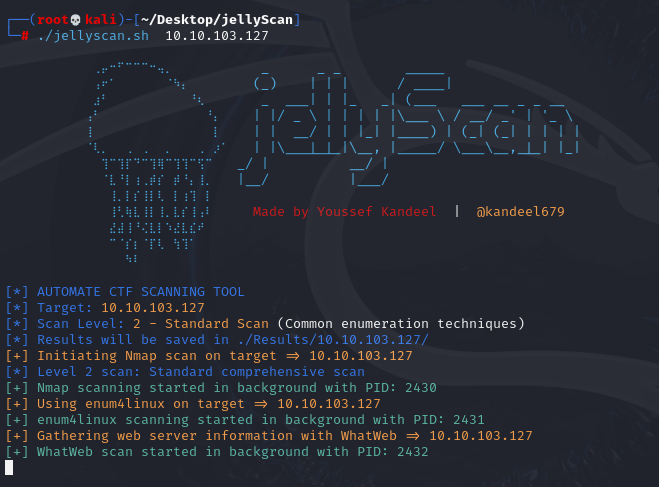 ┌──(root💀kali)-[~/Desktop/jellyScan]
└─# ./jellyscan.sh 10.10.103.127
jellyScan
Made by Youssef Kandeel | @kandeel679
[*] AUTOMATE CTF SCANNING TOOL
[*] Target: 10.10.103.127
[*] Scan Level: 2 - Standard Scan (Common enumeration techniques)
[*] Results will be saved in ./Results/10.10.103.127/
[+] Initiating Nmap scan on target => 10.10.103.127
[*] Level 2 scan: Standard comprehensive scan
[+] Nmap scanning started in background with PID: 2430
[+] Using enum4linux on target => 10.10.103.127
[+] enum4linux scanning started in background with PID: 2431
[+] Gathering web server information with WhatWeb => 10.10.103.127
[+] WhatWeb scan started in background with PID: 2432